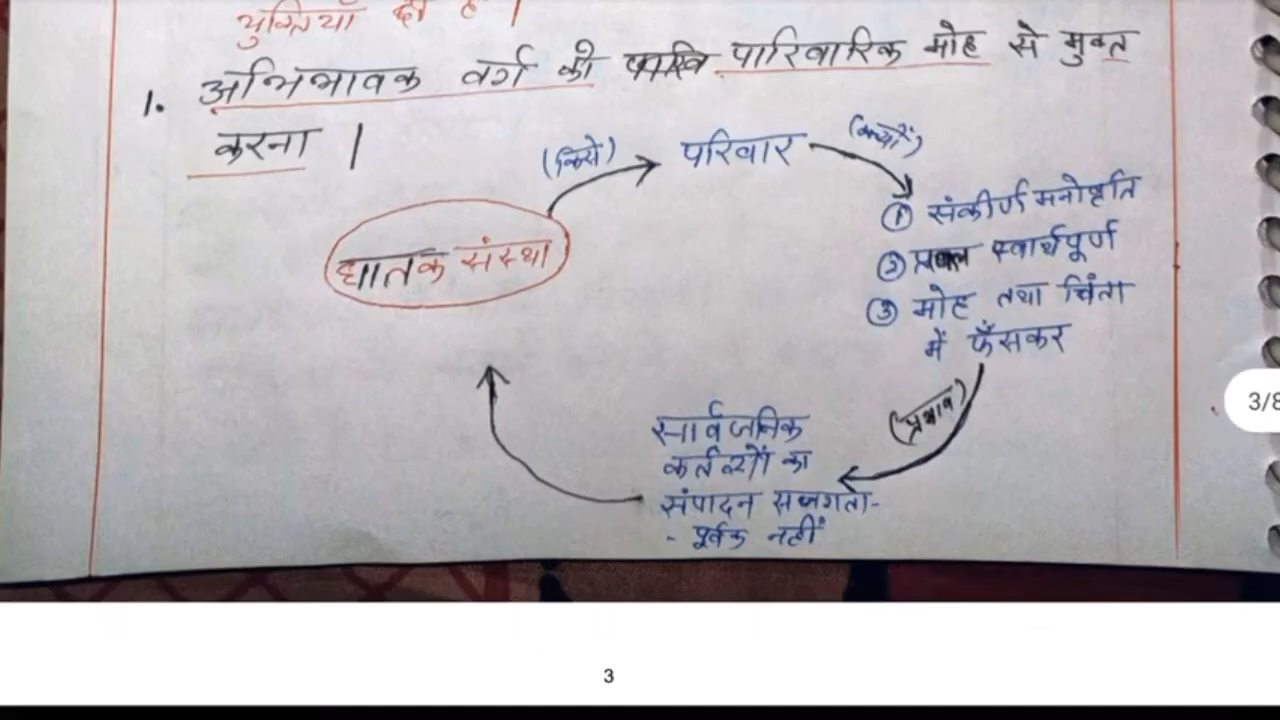 युक्तियाँ दी है |
1. अभिभावक वर्ग को पारिवारिक मोह से मुक्त
करना |
(किसे) परिवार (क्यों)
घातक संस्था
① संकीर्ण मनोवृति
② प्रबल स्वार्थपूर्ण
③ मोह तथा चिंता
में फँसकर
(प्रभाव)
सार्वजनिक
कर्तव्यों का
संपादन सजगता-
- पूर्वक नहीं
3/8
3